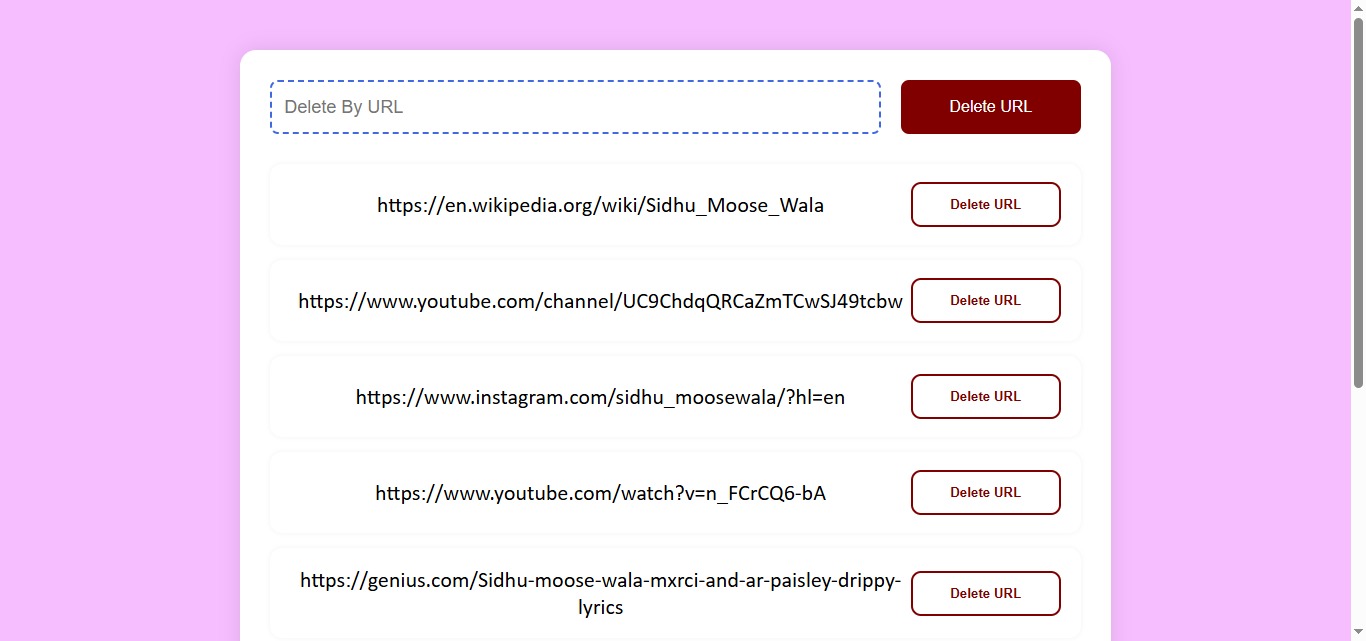 Delete By URL
Delete URL
https://en.wikipedia.org/wiki/Sidhu_Moose_Wala
Delete URL
https://www.youtube.com/channel/UC9ChdqQRCaZmTCwSJ49tcbw
Delete URL
https://www.instagram.com/sidhu_moosewala/?hl=en
Delete URL
https://www.youtube.com/watch?v=n_FCrCQ6-bA
Delete URL
https://genius.com/Sidhu-moose-wala-mxrci-and-ar-paisley-drippy-
lyrics
Delete URL